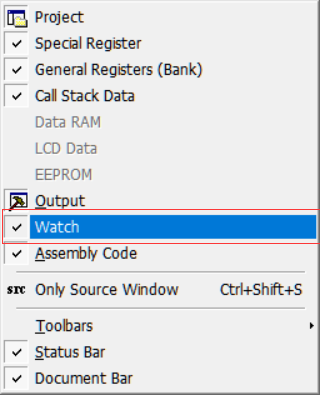 Project
Special Register
General Registers (Bank)
Call Stack Data
Data RAM
LCD Data
EEPROM
Output
Watch
Assembly Code
src Only Source Window Ctrl+Shift+S
Toolbars
Status Bar
Document Bar